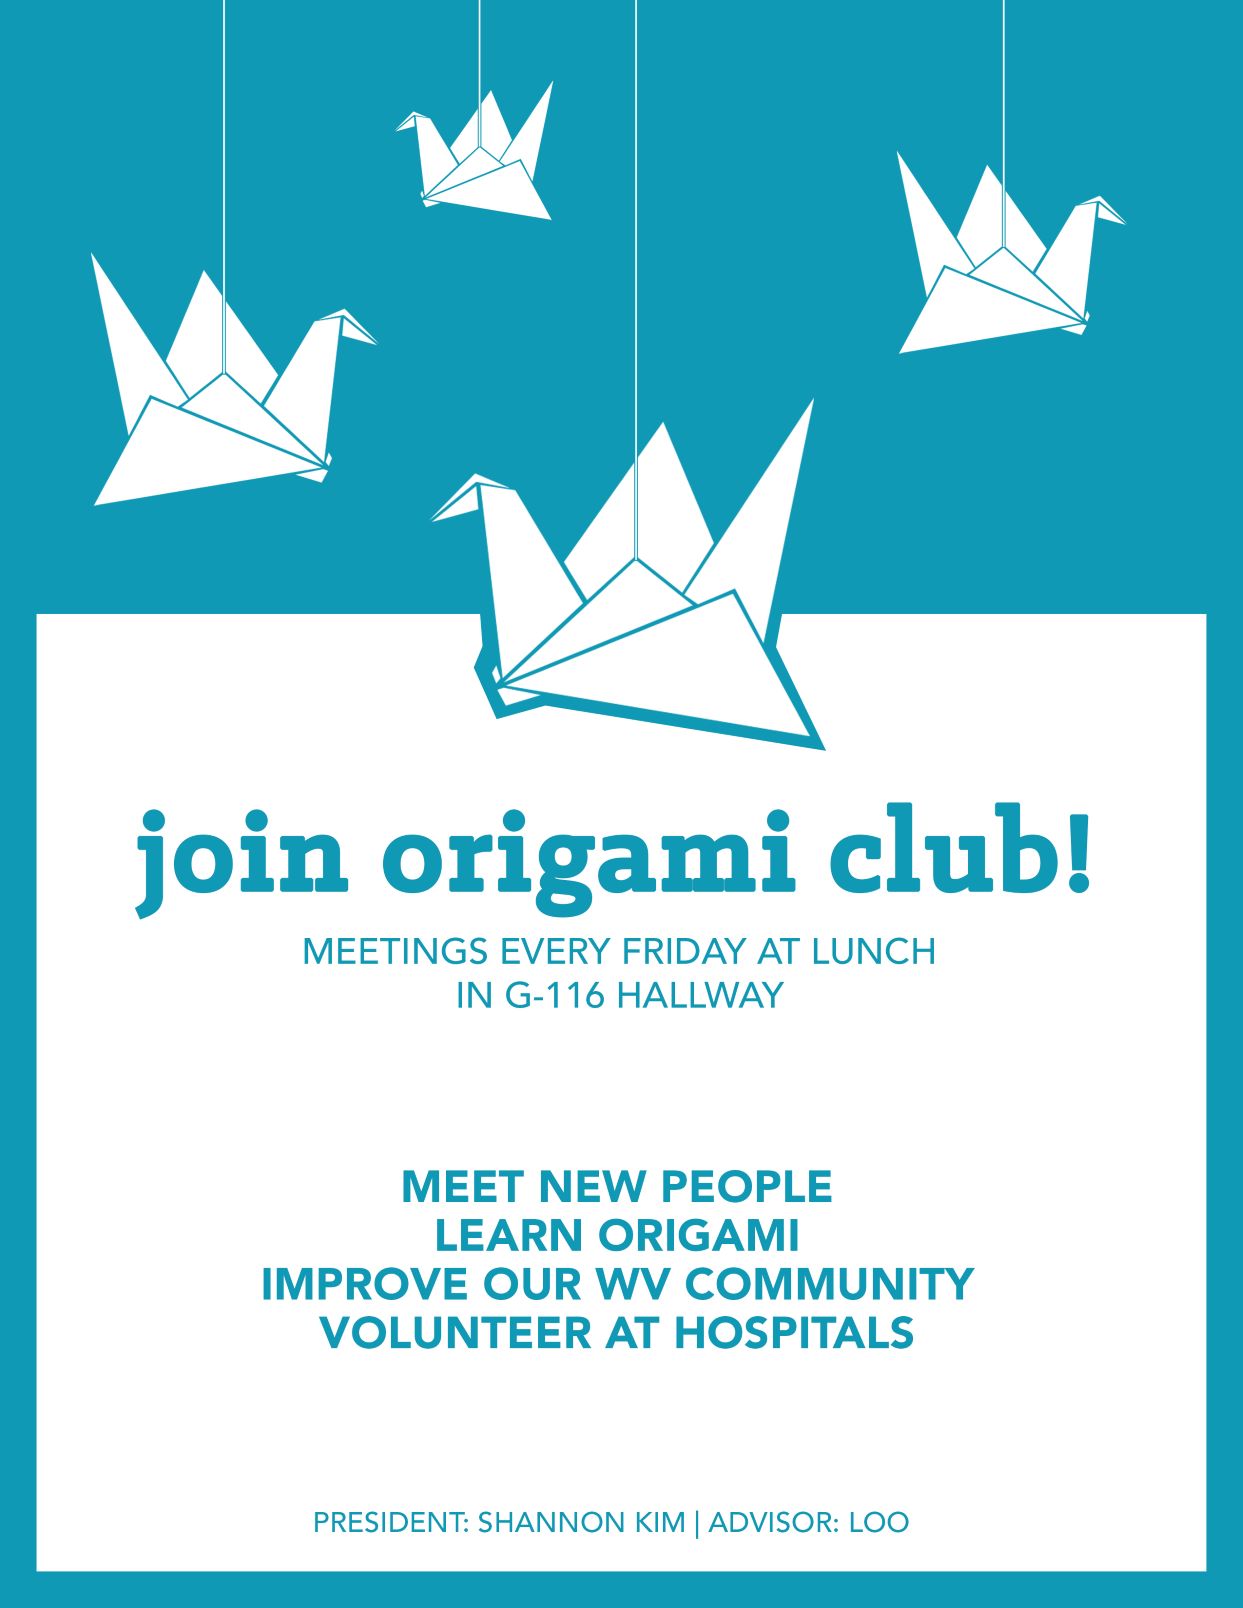 join origami club!
MEETINGS EVERY FRIDAY AT LUNCH
IN G-116 HALLWAY
MEET NEW PEOPLE
LEARN ORIGAMI
IMPROVE OUR WV COMMUNITY
VOLUNTEER AT HOSPITALS
PRESIDENT: SHANNON KIM | ADVISOR: LOO